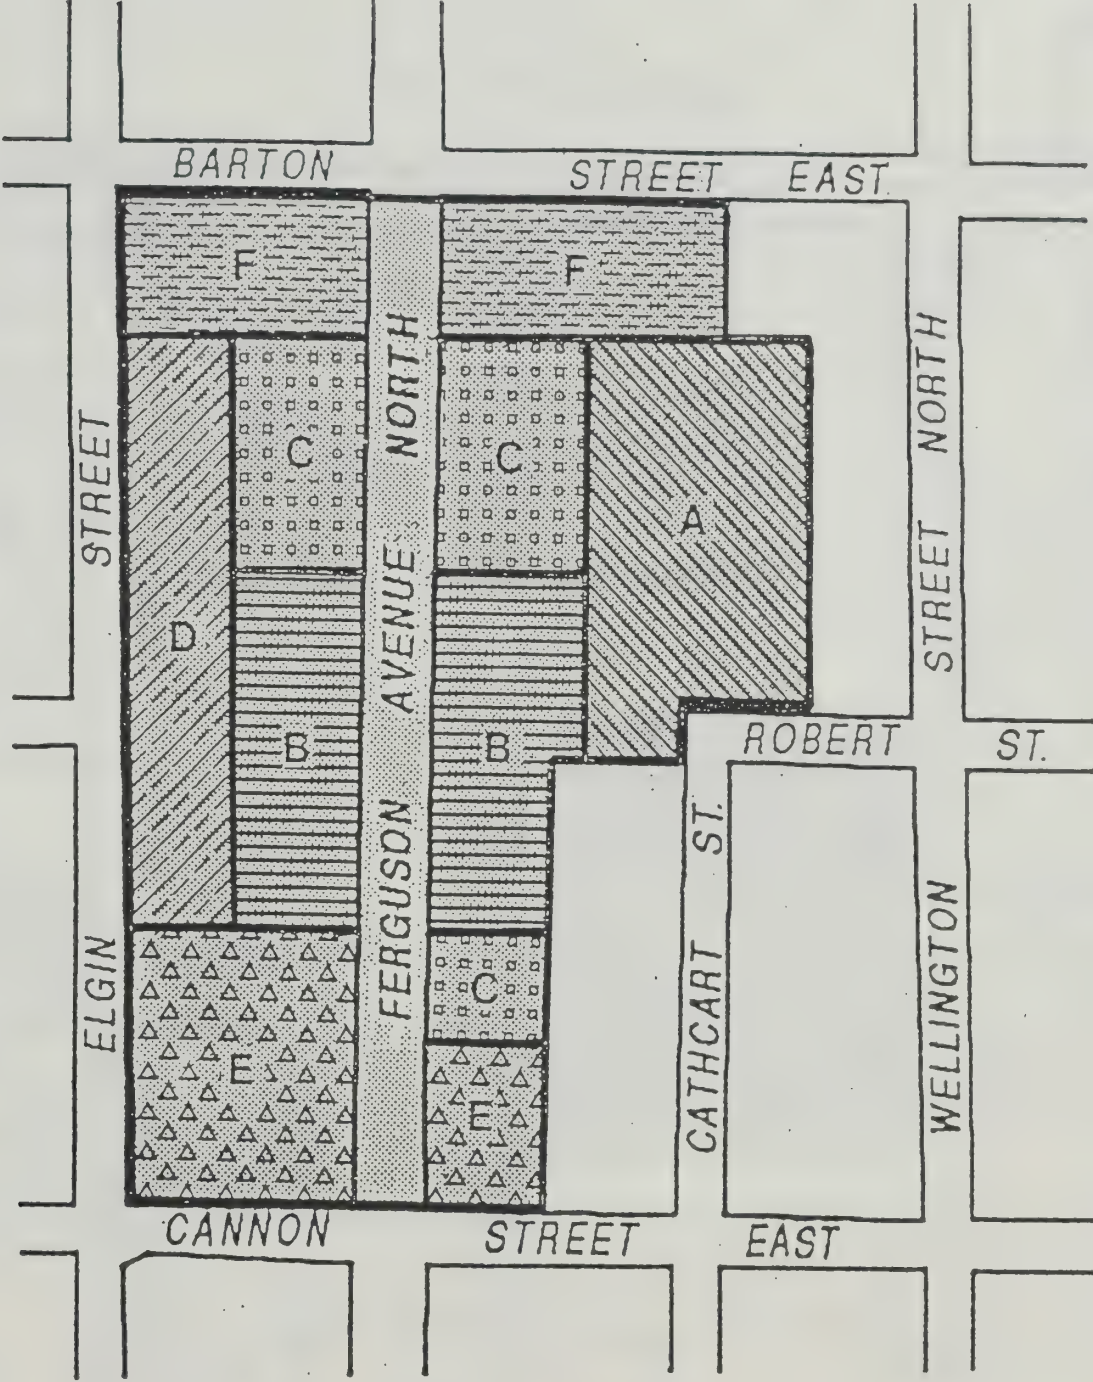 BARTON STREET EAST
F F
C C
A
D
B B
C
E
E
ELGIN STREET
FERGUSON AVENUE NORTH
CATHCART ST.
WELLINGTON STREET NORTH
ROBERT ST.
CANNON STREET EAST